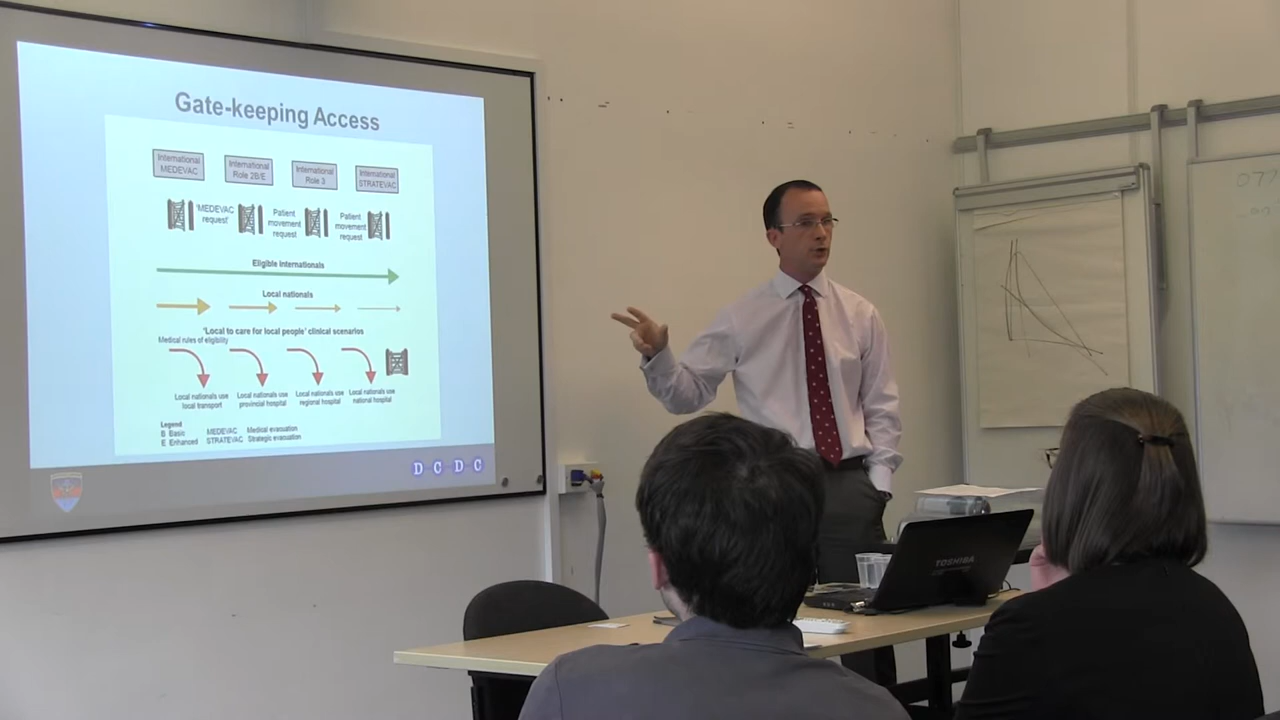 Gate-keeping Access
International
MEDEVAC
International
Role 2B/E
International
Role 3
International
STRATEVAC
'MEDEVAC
request'
Patient
movement
request
Patient
movement
request
Eligible internationals
Local nationals
'Local to care for local people' clinical scenarios
Medical rules of eligibility
Local nationals use
local transport
Local nationals use
provincial hospital
Local nationals use
regional hospital
Local nationals use
national hospital
Legend
B Basic
E Enhanced
MEDEVAC Medical evacuation
STRATEVAC Strategic evacuation
D C D C
TOSHIBA
077